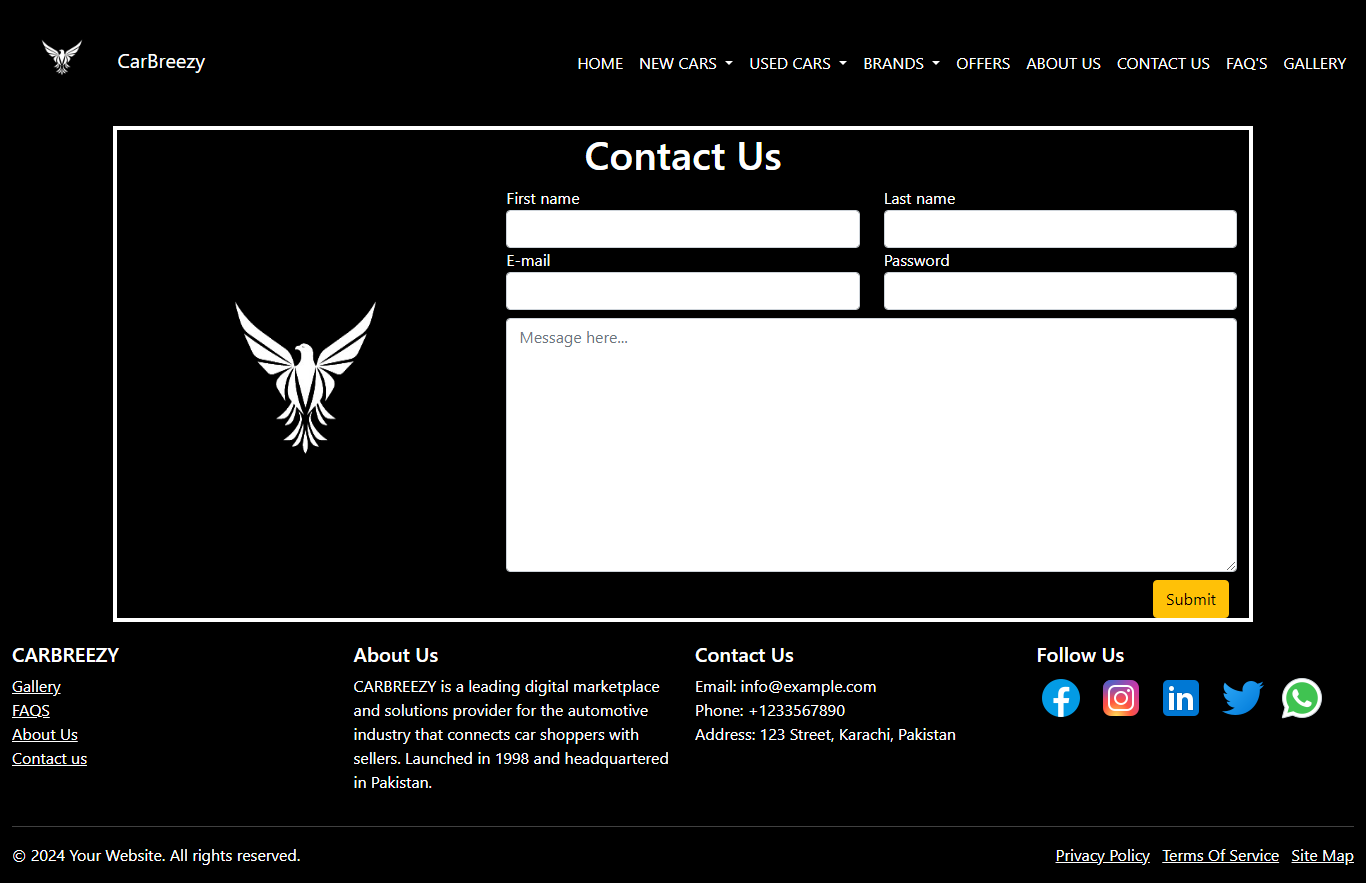 CarBreezy
HOME NEW CARS USED CARS BRANDS OFFERS ABOUT US CONTACT US FAQ'S GALLERY
Contact Us
First name
Last name
E-mail
Password
Message here...
Submit
CARBREEZY
Gallery
FAQS
About Us
Contact us
About Us
CARBREEZY is a leading digital marketplace
and solutions provider for the automotive
industry that connects car shoppers with
sellers. Launched in 1998 and headquartered
in Pakistan.
Contact Us
Email: info@example.com
Phone: +1233567890
Address: 123 Street, Karachi, Pakistan
Follow Us
in
© 2024 Your Website. All rights reserved.
Privacy Policy Terms Of Service Site Map